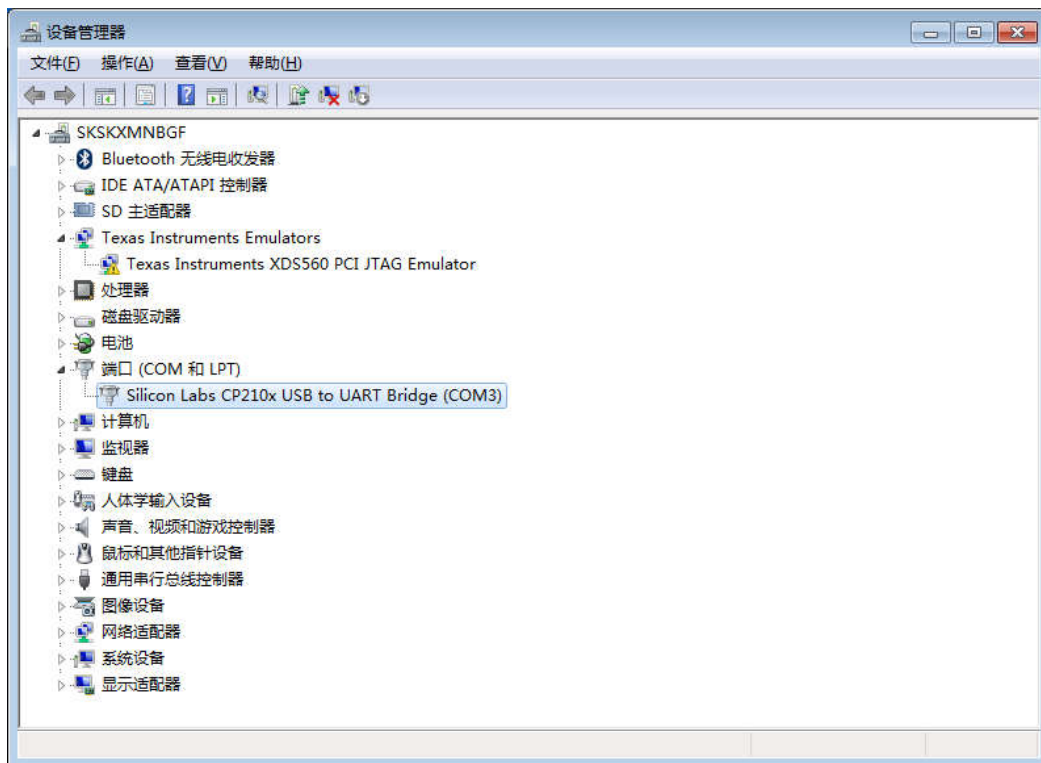 设备管理器
文件(F) 操作(A) 查看(V) 帮助(H)
SKSKXMNBGF
Bluetooth 无线电收发器
IDE ATA/ATAPI 控制器
SD 主适配器
Texas Instruments Emulators
Texas Instruments XDS560 PCI JTAG Emulator
处理器
磁盘驱动器
电池
端口 (COM 和 LPT)
Silicon Labs CP210x USB to UART Bridge (COM3)
计算机
监视器
键盘
人体学输入设备
声音、视频和游戏控制器
鼠标和其他指针设备
通用串行总线控制器
图像设备
网络适配器
系统设备
显示适配器